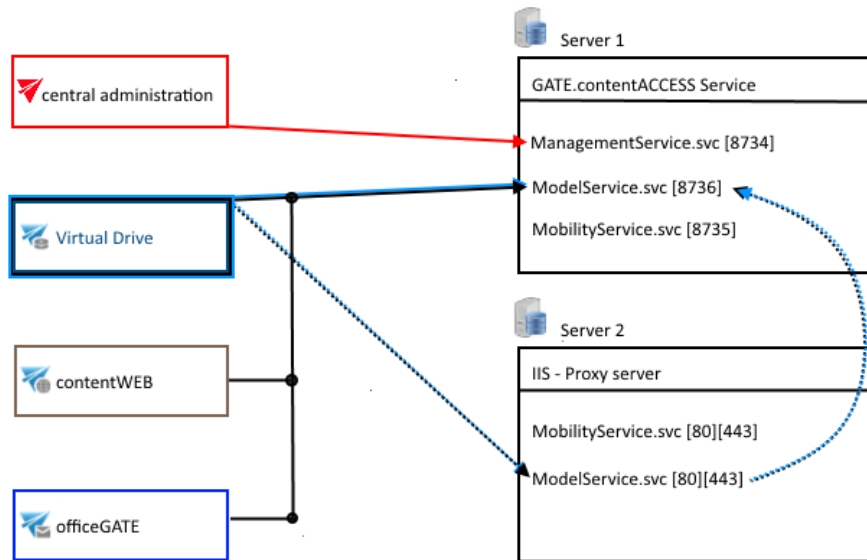 Server 1
central administration
GATE.contentACCESS Service
ManagementService.svc [8734]
ModelService.svc [8736]
MobilityService.svc [8735]
Virtual Drive
Server 2
contentWEB
IIS - Proxy server
MobilityService.svc [80][443]
ModelService.svc [80][443]
officeGATE